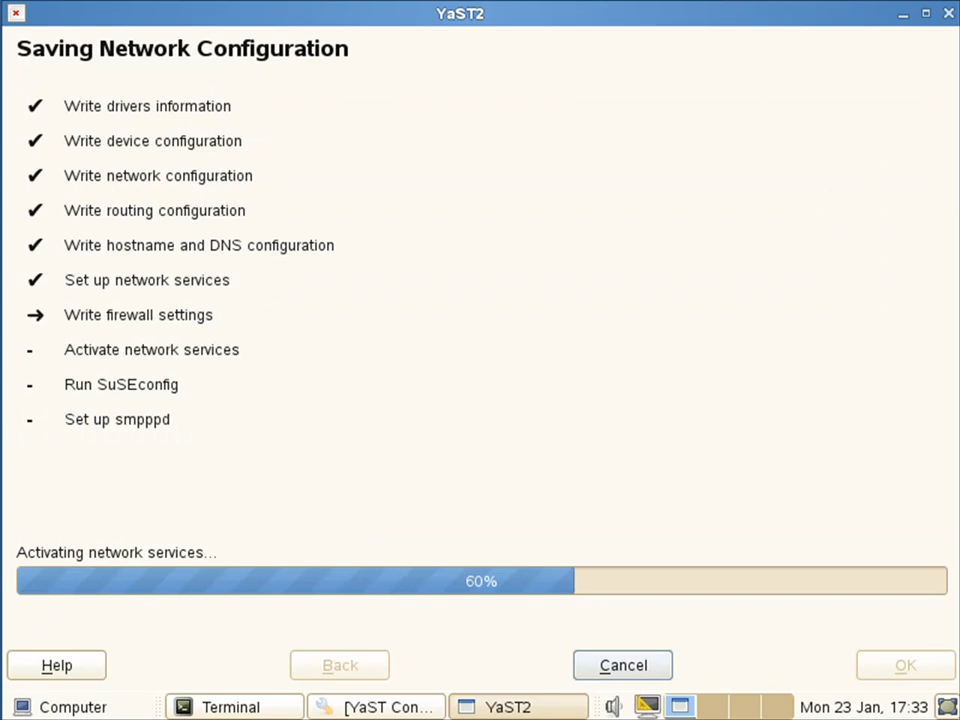 YaST2
Saving Network Configuration
Write drivers information
Write device configuration
Write network configuration
Write routing configuration
Write hostname and DNS configuration
Set up network services
Write firewall settings
- Activate network services
- Run SuSEconfig
- Set up smpppd
Activating network services...
60%
Help Back Cancel OK
Computer Terminal [YaST Con... YaST2 Mon 23 Jan, 17:33